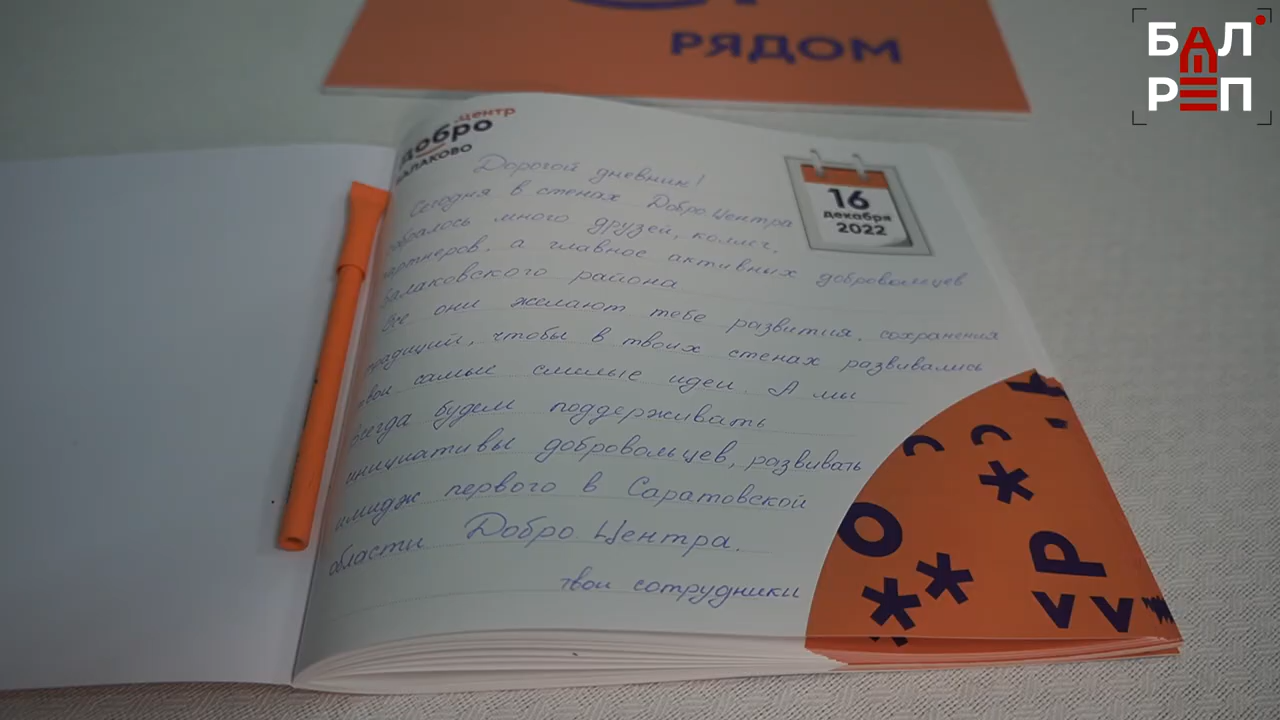 РЯДОМ
БАЛ
РЕП
центр
добро
БАЛАКОВО
16
декабря
2022
Дорогой дневник!
Сегодня в стенах Добро.Центра
собралось много друзей, коллег,
партнеров, а главное активных добровольцев
Балаковского района
Все они желают тебе развития, сохранения
традиций, чтобы в твоих стенах развивались
твои самые смелые идеи. А мы
всегда будем поддерживать
инициативы добровольцев, развивать
имидж первого в Саратовской
области Добро.Центра.
твои сотрудники